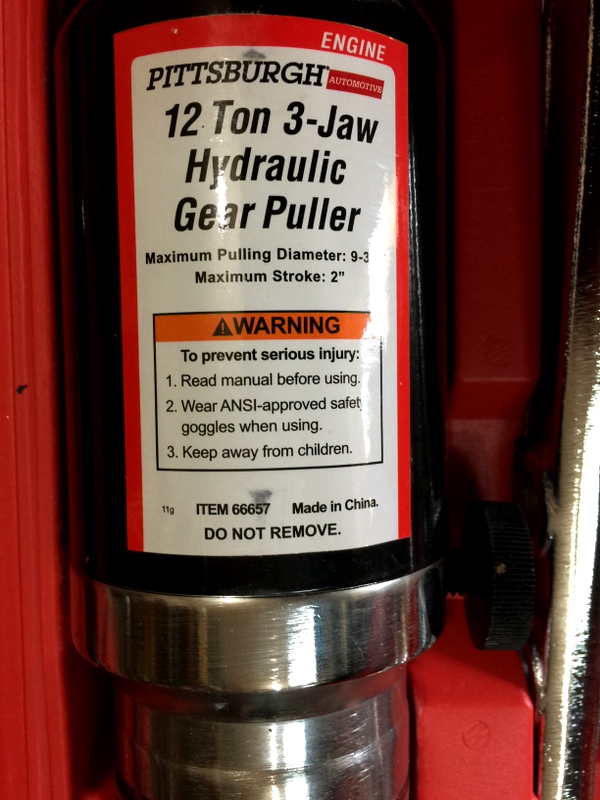 ENGINE
PITTSBURGH AUTOMOTIVE
12 Ton 3-Jaw
Hydraulic
Gear Puller
Maximum Pulling Diameter: 9-3
Maximum Stroke: 2"
WARNING
To prevent serious injury:
1. Read manual before using.
2. Wear ANSI-approved safety
goggles when using.
3. Keep away from children.
11g ITEM 66657 Made in China.
DO NOT REMOVE.